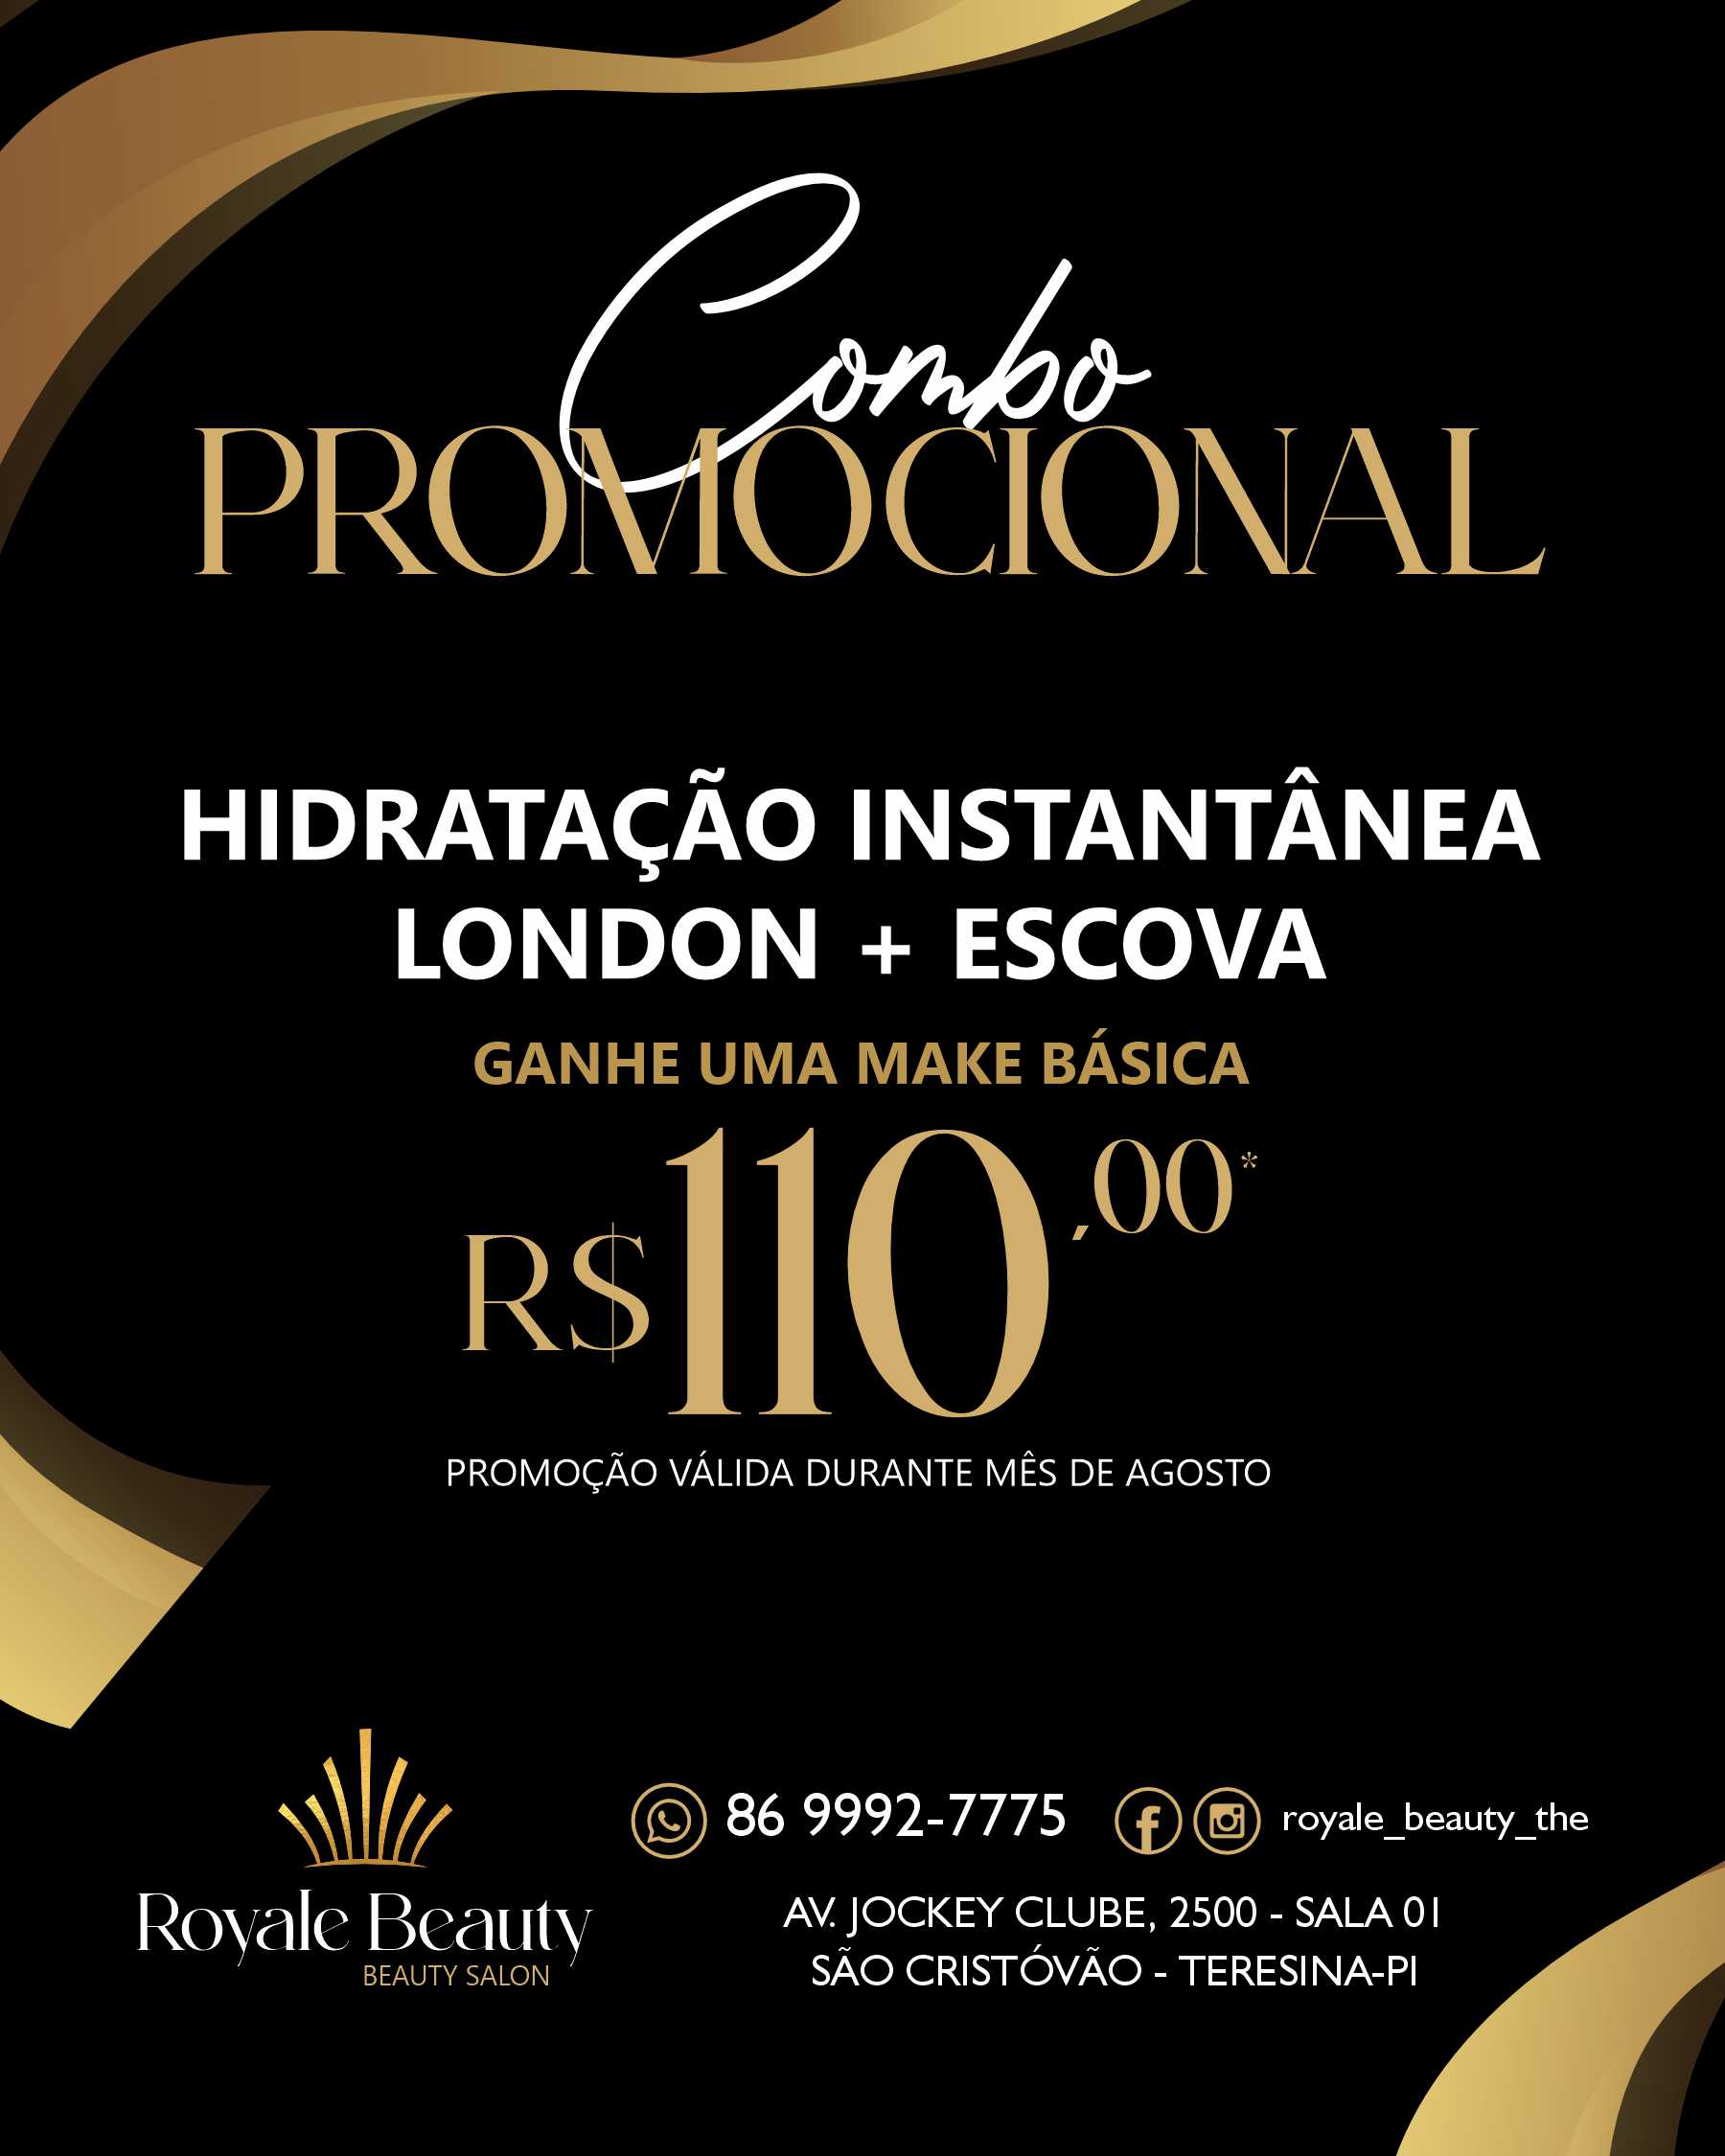 Combo
PROMOCIONAL
HIDRATAÇÃO INSTANTÂNEA
LONDON + ESCOVA
GANHE UMA MAKE BÁSICA
R$110,00*
PROMOÇÃO VÁLIDA DURANTE MÊS DE AGOSTO
86 9992-7775 royale_beauty_the
AV. JOCKEY CLUBE, 2500 - SALA 01
SÃO CRISTÓVÃO - TERESINA-PI
Royale Beauty
BEAUTY SALON